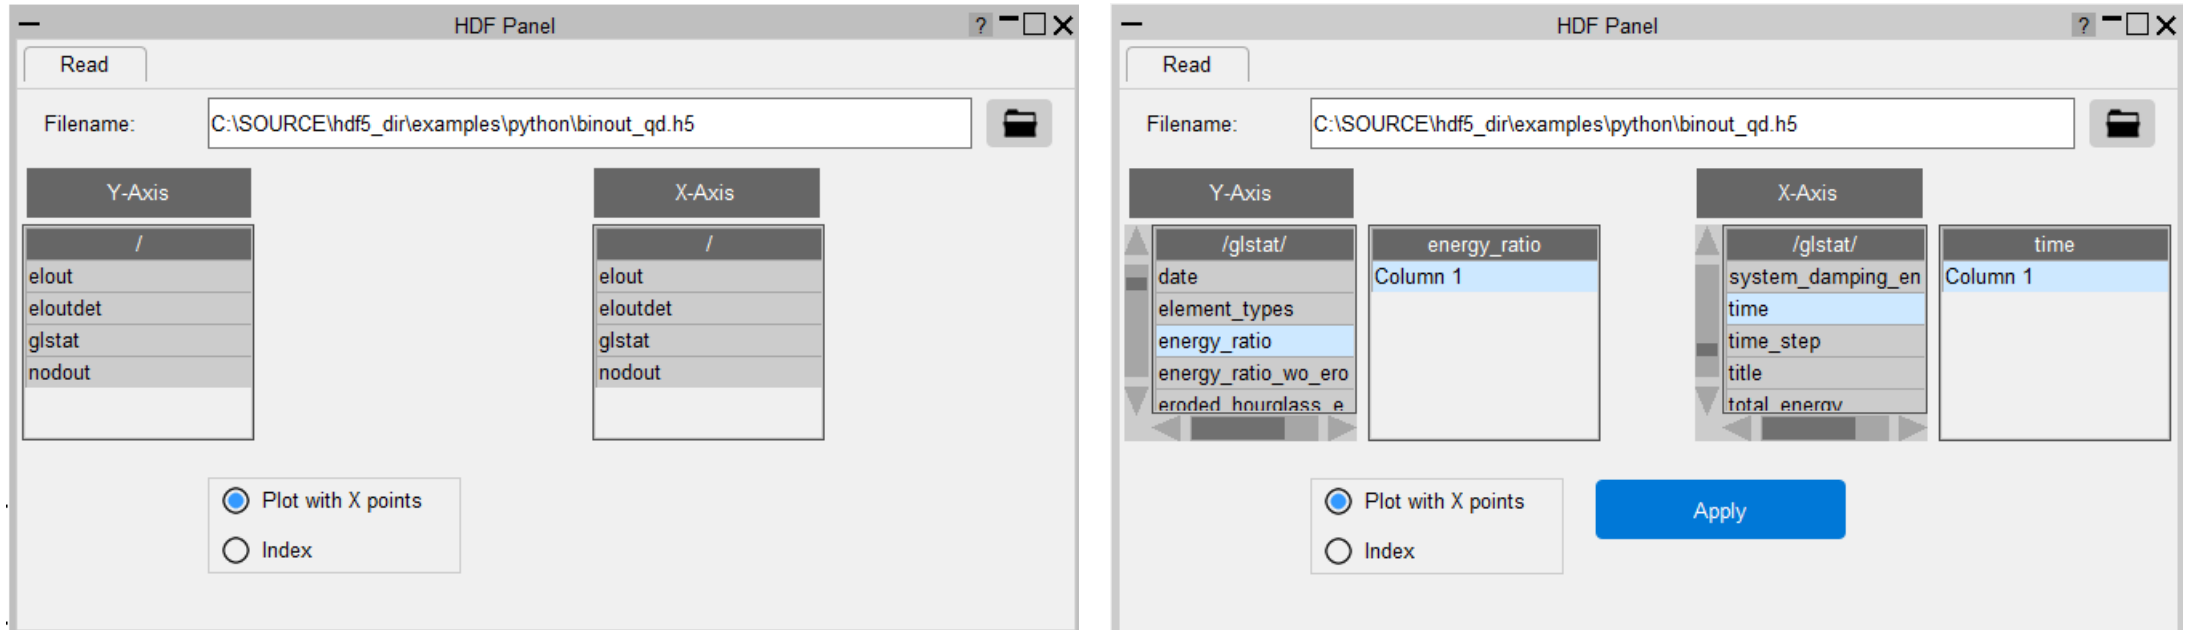 HDF Panel
?
Read
Filename:
C:\SOURCE\hdf5_dir\examples\python\binout_qd.h5
Y-Axis
X-Axis
/
elout
eloutdet
glstat
nodout
/
elout
eloutdet
glstat
nodout
Plot with X points
Index
HDF Panel
?
Read
Filename:
C:\SOURCE\hdf5_dir\examples\python\binout_qd.h5
Y-Axis
X-Axis
/glstat/
date
element_types
energy_ratio
energy_ratio_wo_ero
eroded_hourglass_e
energy_ratio
Column 1
/glstat/
system_damping_en
time
time_step
title
total_energy
time
Column 1
Plot with X points
Index
Apply